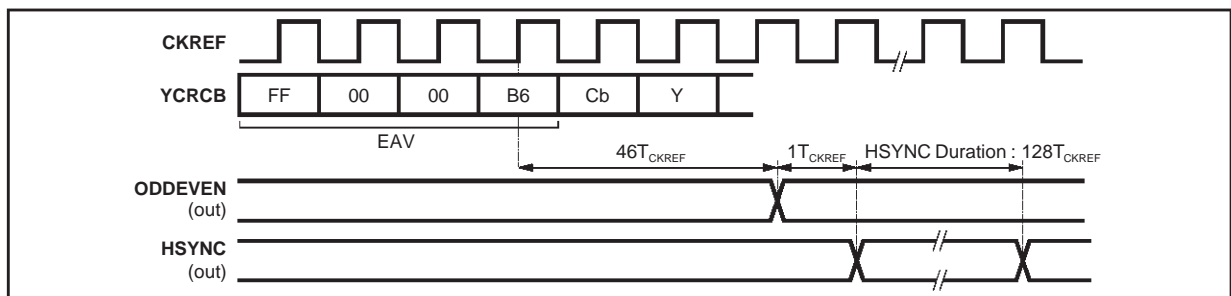 CKREF
YCRCB FF 00 00 B6 Cb Y
EAV
46TCKREF 1TCKREF HSYNC Duration : 128TCKREF
ODDEVEN
(out)
HSYNC
(out)